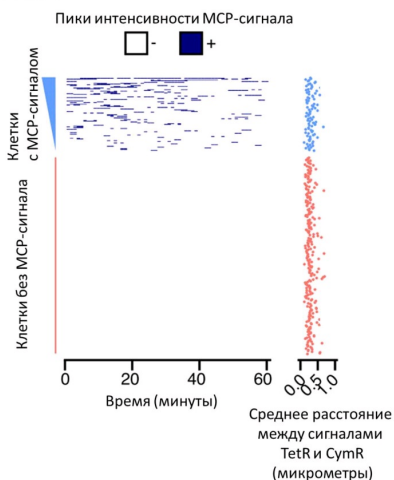 Пики интенсивности MCP-сигнала
- +
Клетки
с MCP-сигналом
Клетки без MCP-сигнала
0 20 40 60
Время (минуты)
0.0 0.5 1.0
Среднее расстояние
между сигналами
TetR и CymR
(микрометры)